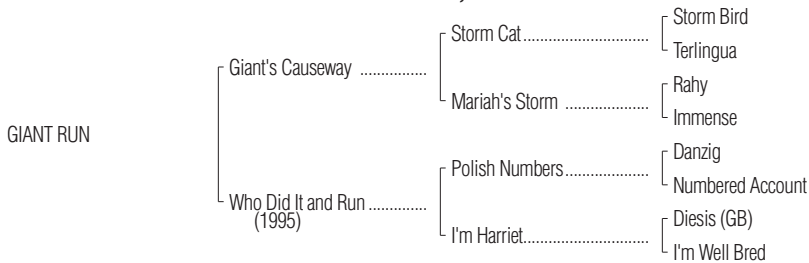 Storm Bird
Storm Cat
Terlingua
Giant's Causeway
Rahy
Mariah's Storm
Immense
GIANT RUN
Danzig
Polish Numbers
Numbered Account
Who Did It and Run
(1995)
Diesis (GB)
I'm Harriet
I'm Well Bred